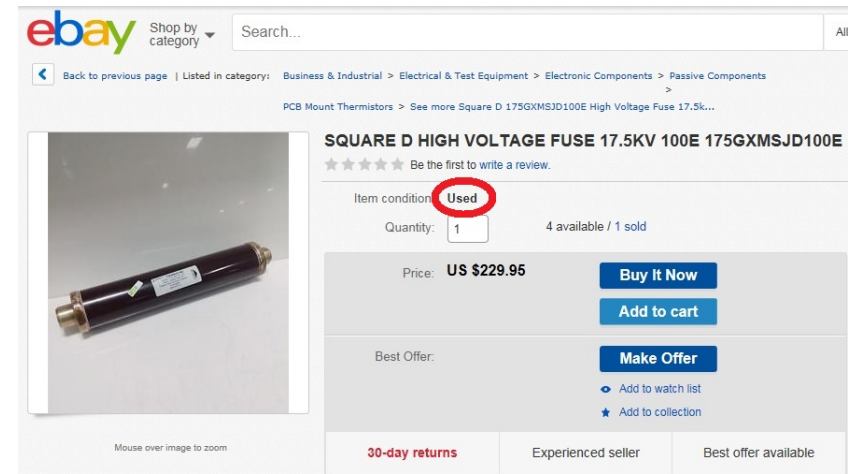 ebay
Shop by category
Search...
All
Back to previous page | Listed in category:
Business & Industrial > Electrical & Test Equipment > Electronic Components > Passive Components
>
PCB Mount Thermistors > See more Square D 175GXMSJD100E High Voltage Fuse 17.5k...
SQUARE D HIGH VOLTAGE FUSE 17.5KV 100E 175GXMSJD100E
Be the first to write a review.
Item condition: Used
Quantity: 1
4 available / 1 sold
Price: US $229.95
Buy It Now
Add to cart
Best Offer:
Make Offer
Add to watch list
Add to collection
Mouse over image to zoom
30-day returns
Experienced seller
Best offer available